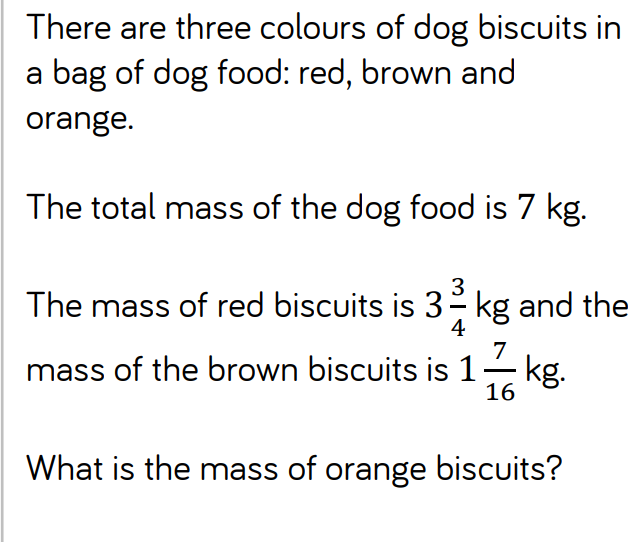 There are three colours of dog biscuits in
a bag of dog food: red, brown and
orange.
The total mass of the dog food is 7 kg.
The mass of red biscuits is 3 3/4 kg and the
mass of the brown biscuits is 1 7/16 kg.
What is the mass of orange biscuits?